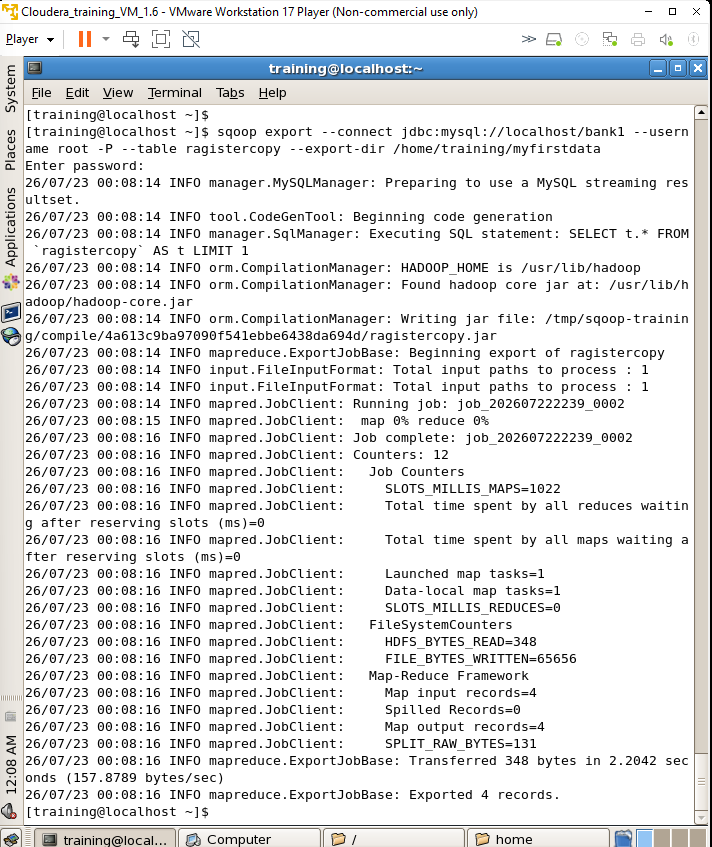 Cloudera_training_VM_1.6 - VMware Workstation 17 Player (Non-commercial use only)
Player
training@localhost:~
File Edit View Terminal Tabs Help
System
Places
Applications
12:08 AM
[training@localhost ~]$
[training@localhost ~]$ sqoop export --connect jdbc:mysql://localhost/bank1 --usern
ame root -P --table ragistercopy --export-dir /home/training/myfirstdata
Enter password:
26/07/23 00:08:14 INFO manager.MySQLManager: Preparing to use a MySQL streaming res
ultset.
26/07/23 00:08:14 INFO tool.CodeGenTool: Beginning code generation
26/07/23 00:08:14 INFO manager.SqlManager: Executing SQL statement: SELECT t.* FROM
`ragistercopy` AS t LIMIT 1
26/07/23 00:08:14 INFO orm.CompilationManager: HADOOP_HOME is /usr/lib/hadoop
26/07/23 00:08:14 INFO orm.CompilationManager: Found hadoop core jar at: /usr/lib/h
adoop/hadoop-core.jar
26/07/23 00:08:14 INFO orm.CompilationManager: Writing jar file: /tmp/sqoop-trainin
g/compile/4a613c9ba97090f541ebbe6438da694d/ragistercopy.jar
26/07/23 00:08:14 INFO mapreduce.ExportJobBase: Beginning export of ragistercopy
26/07/23 00:08:14 INFO input.FileInputFormat: Total input paths to process : 1
26/07/23 00:08:14 INFO input.FileInputFormat: Total input paths to process : 1
26/07/23 00:08:14 INFO mapred.JobClient: Running job: job_202607222239_0002
26/07/23 00:08:15 INFO mapred.JobClient:  map 0% reduce 0%
26/07/23 00:08:16 INFO mapred.JobClient: Job complete: job_202607222239_0002
26/07/23 00:08:16 INFO mapred.JobClient: Counters: 12
26/07/23 00:08:16 INFO mapred.JobClient:   Job Counters
26/07/23 00:08:16 INFO mapred.JobClient:     SLOTS_MILLIS_MAPS=1022
26/07/23 00:08:16 INFO mapred.JobClient:     Total time spent by all reduces waitin
g after reserving slots (ms)=0
26/07/23 00:08:16 INFO mapred.JobClient:     Total time spent by all maps waiting a
fter reserving slots (ms)=0
26/07/23 00:08:16 INFO mapred.JobClient:     Launched map tasks=1
26/07/23 00:08:16 INFO mapred.JobClient:     Data-local map tasks=1
26/07/23 00:08:16 INFO mapred.JobClient:     SLOTS_MILLIS_REDUCES=0
26/07/23 00:08:16 INFO mapred.JobClient:   FileSystemCounters
26/07/23 00:08:16 INFO mapred.JobClient:     HDFS_BYTES_READ=348
26/07/23 00:08:16 INFO mapred.JobClient:     FILE_BYTES_WRITTEN=65656
26/07/23 00:08:16 INFO mapred.JobClient:   Map-Reduce Framework
26/07/23 00:08:16 INFO mapred.JobClient:     Map input records=4
26/07/23 00:08:16 INFO mapred.JobClient:     Spilled Records=0
26/07/23 00:08:16 INFO mapred.JobClient:     Map output records=4
26/07/23 00:08:16 INFO mapred.JobClient:     SPLIT_RAW_BYTES=131
26/07/23 00:08:16 INFO mapreduce.ExportJobBase: Transferred 348 bytes in 2.2042 sec
onds (157.8789 bytes/sec)
26/07/23 00:08:16 INFO mapreduce.ExportJobBase: Exported 4 records.
[training@localhost ~]$
training@local... Computer / home